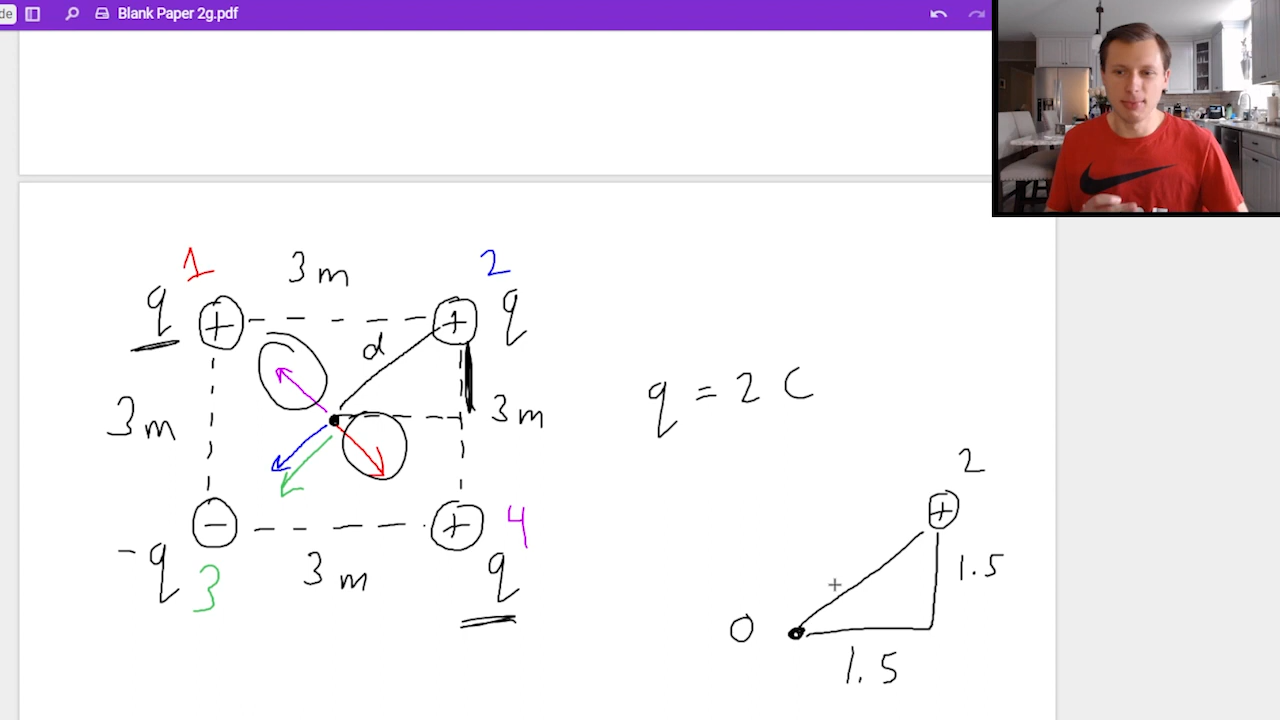 de
Blank Paper 2g.pdf
1 3 m 2
q + + q
d
3 m 3 m
q = 2 C
- + 4
-q 3 3 m q
2
+
1.5
0
1.5